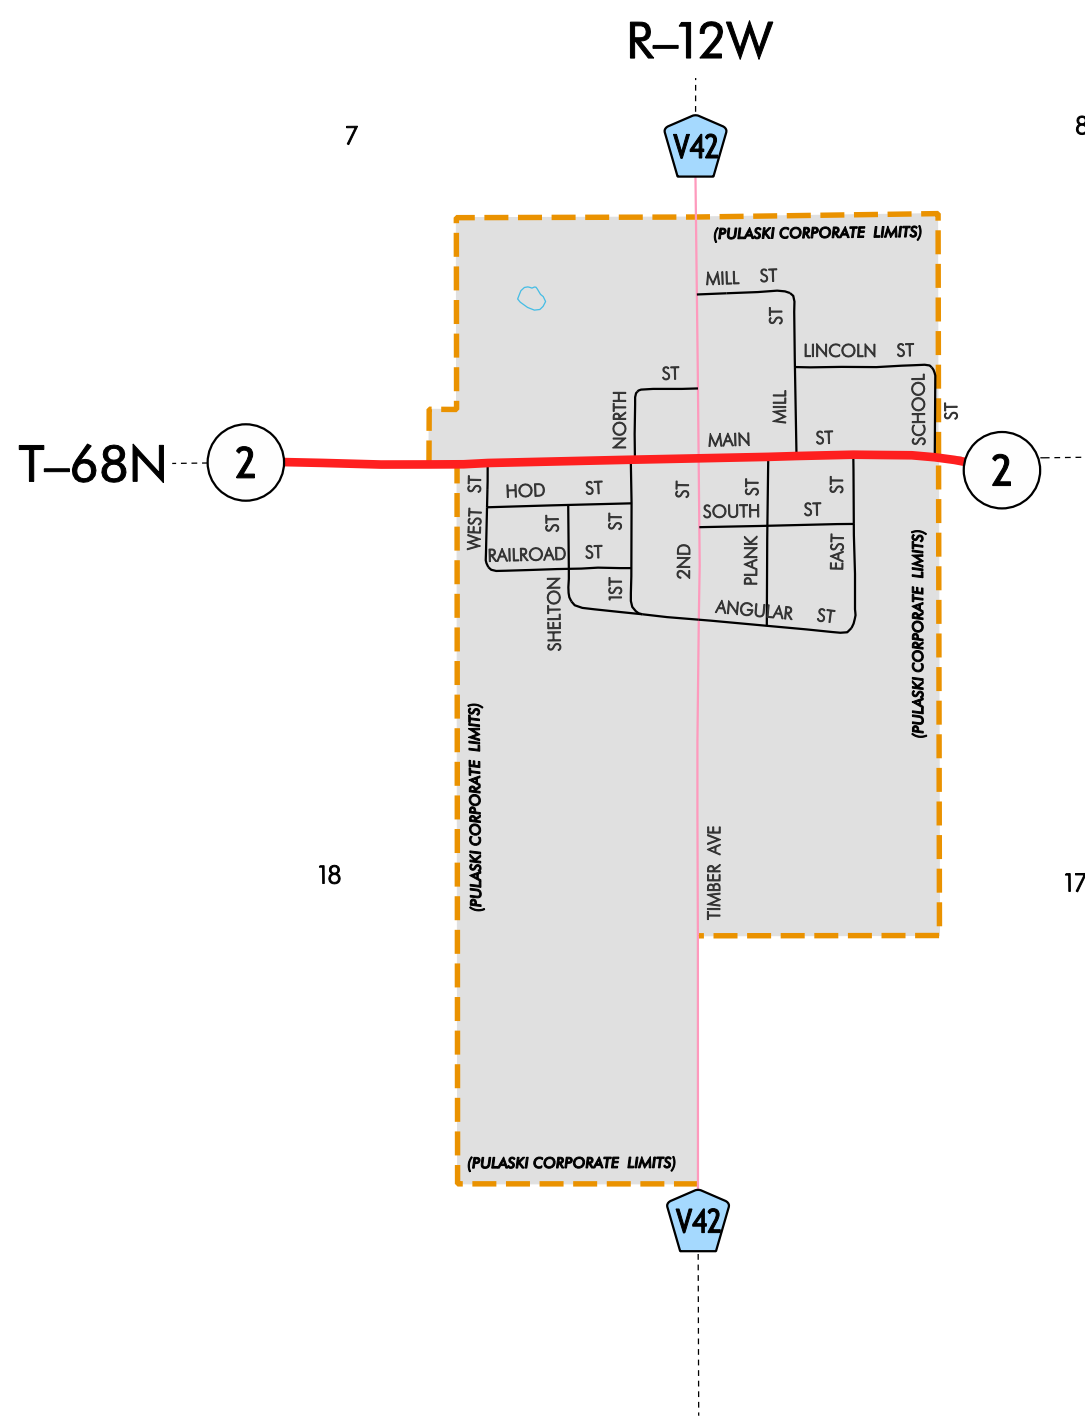 R–12W
V42
7
8
(PULASKI CORPORATE LIMITS)
MILL ST
MILL ST
LINCOLN ST
SCHOOL ST
NORTH ST
MAIN ST
T–68N
2
2
WEST ST
HOD ST
RAILROAD ST
SHELTON ST
1ST ST
2ND ST
SOUTH ST
PLANK ST
EAST ST
ANGULAR ST
(PULASKI CORPORATE LIMITS)
(PULASKI CORPORATE LIMITS)
TIMBER AVE
18
17
(PULASKI CORPORATE LIMITS)
V42